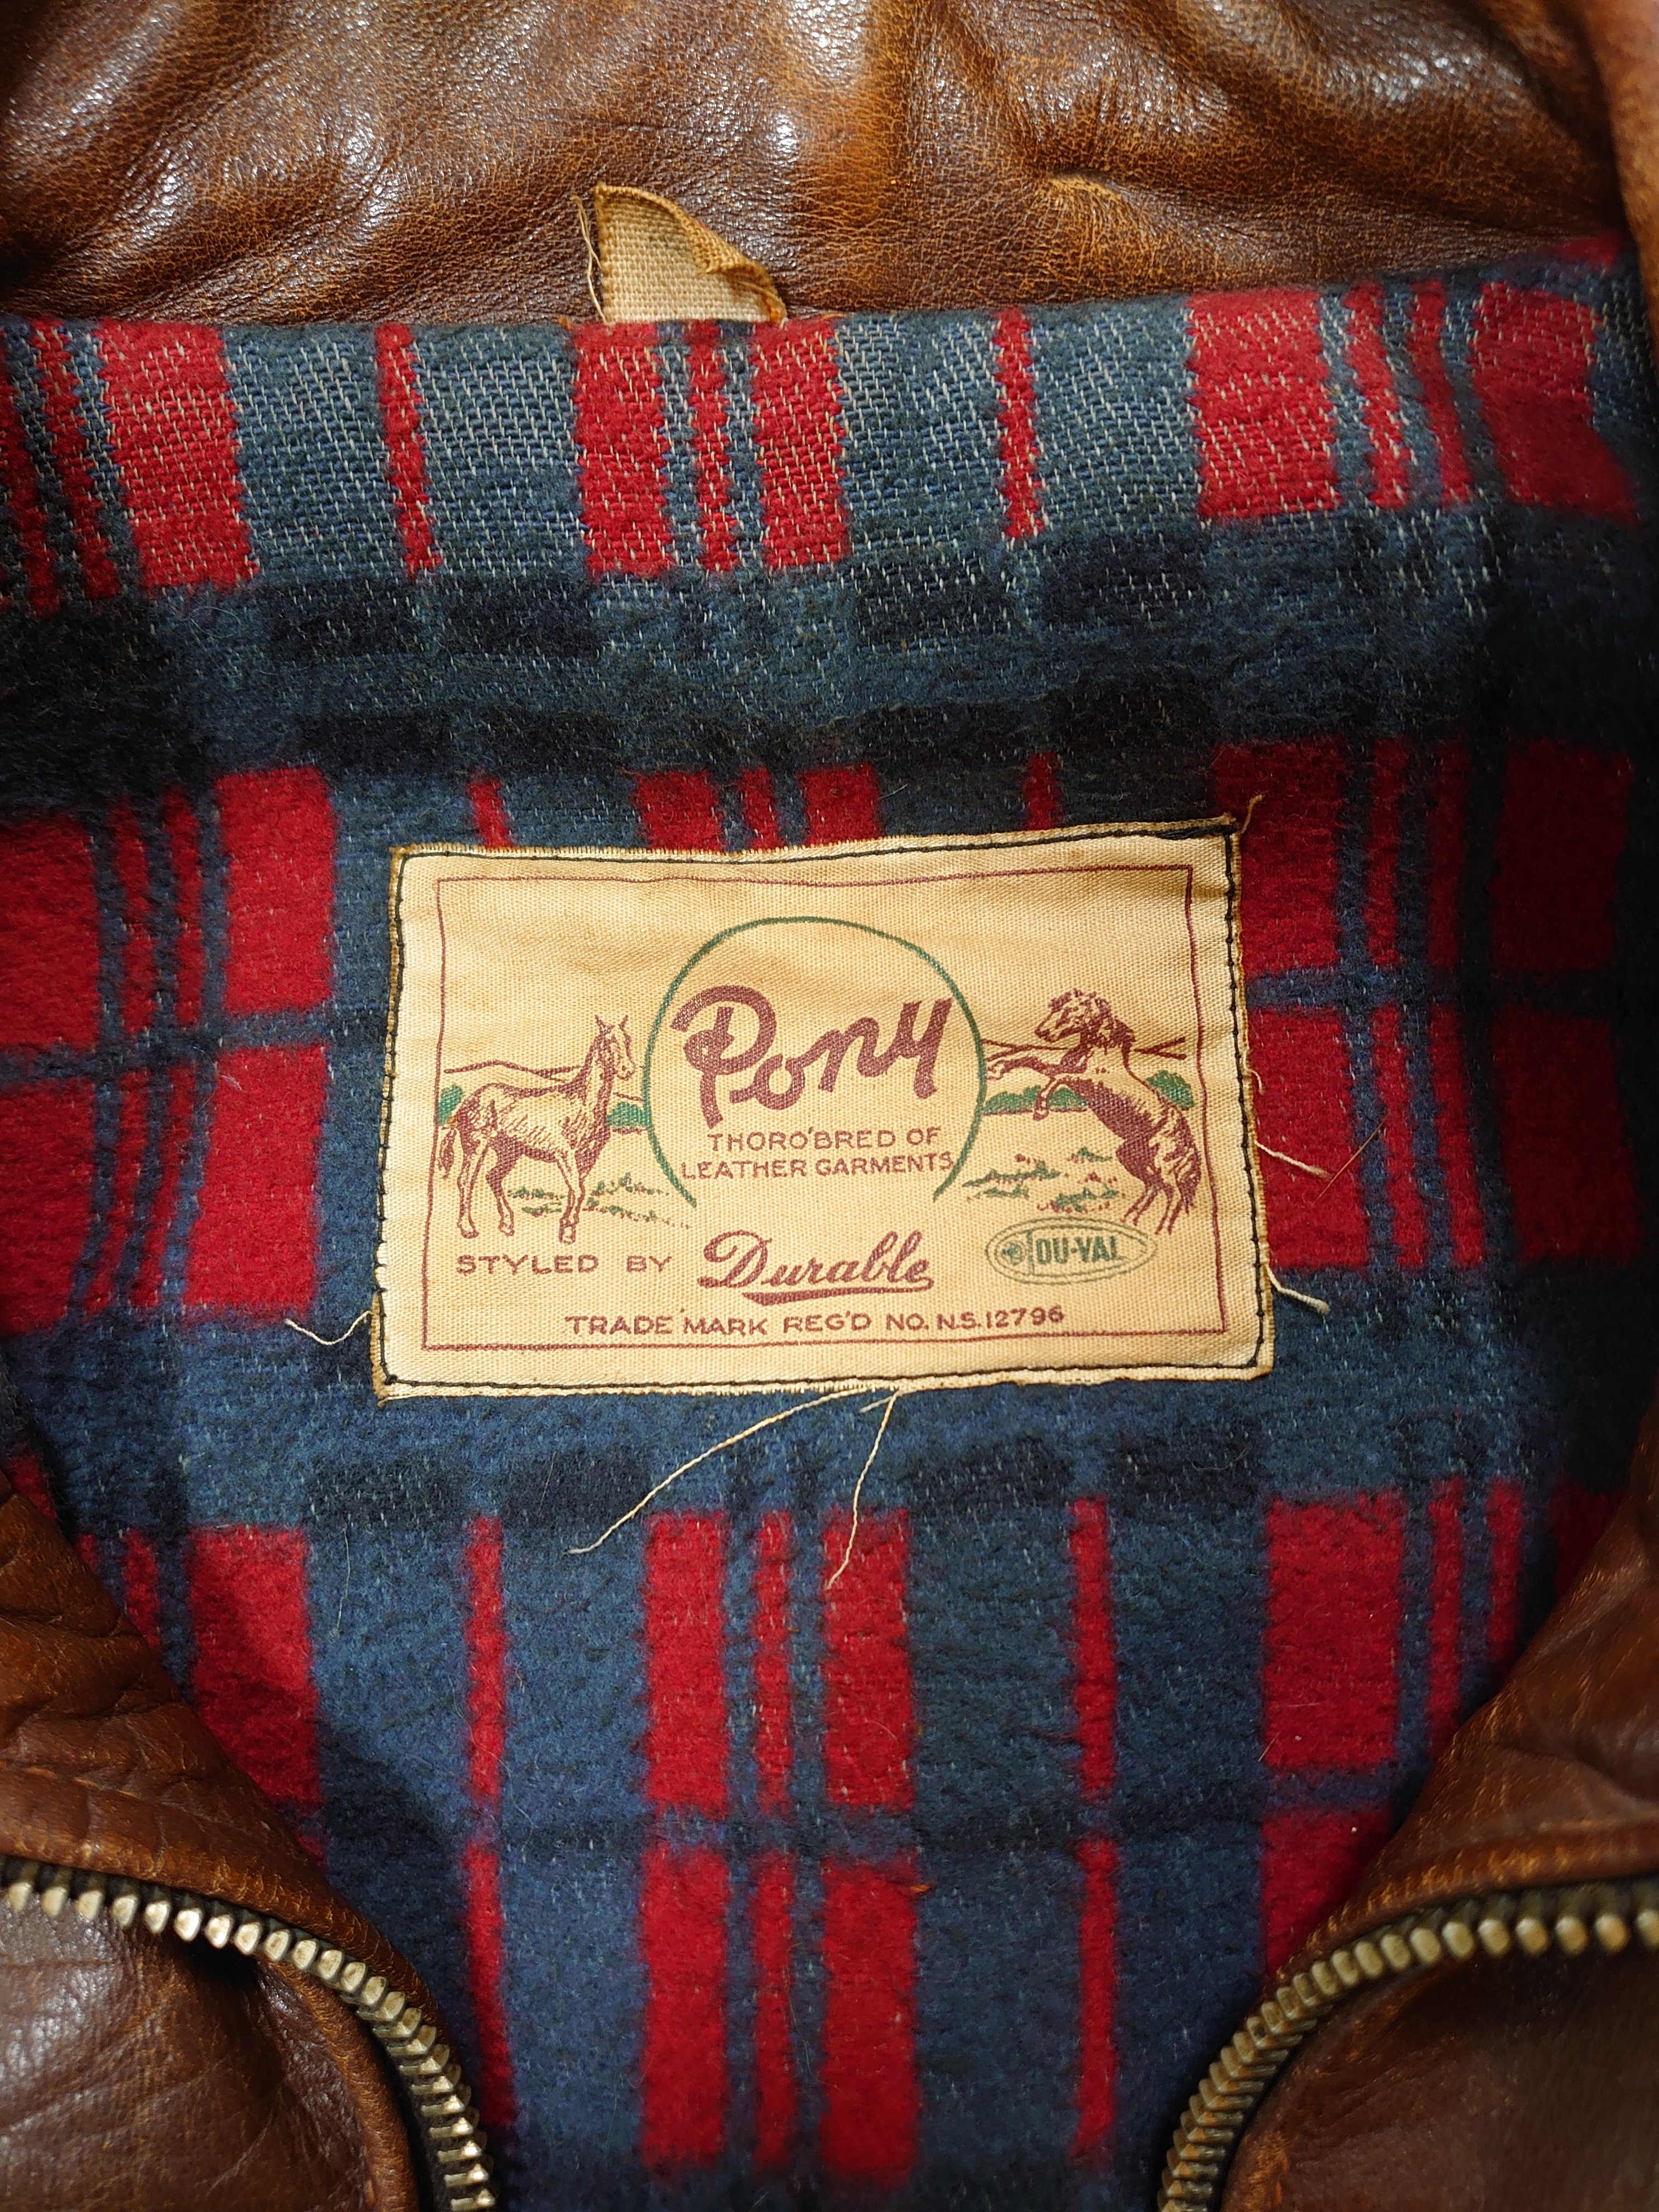 Pony
THORO'BRED OF
LEATHER GARMENTS
STYLED BY Durable
DU-VAL
TRADE MARK REG'D NO. N.S. 12796